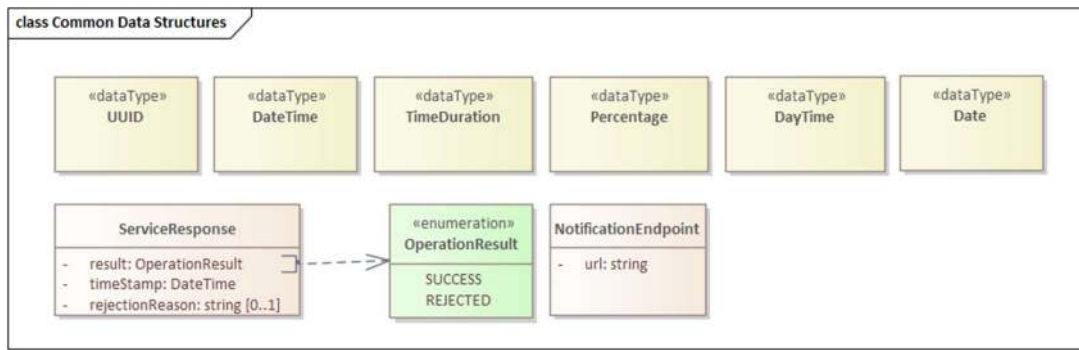 class Common Data Structures
«dataType»
UUID
«dataType»
DateTime
«dataType»
TimeDuration
«dataType»
Percentage
«dataType»
DayTime
«dataType»
Date
ServiceResponse
- result: OperationResult
- timeStamp: DateTime
- rejectionReason: string [0..1]
«enumeration»
OperationResult
SUCCESS
REJECTED
NotificationEndpoint
- url: string